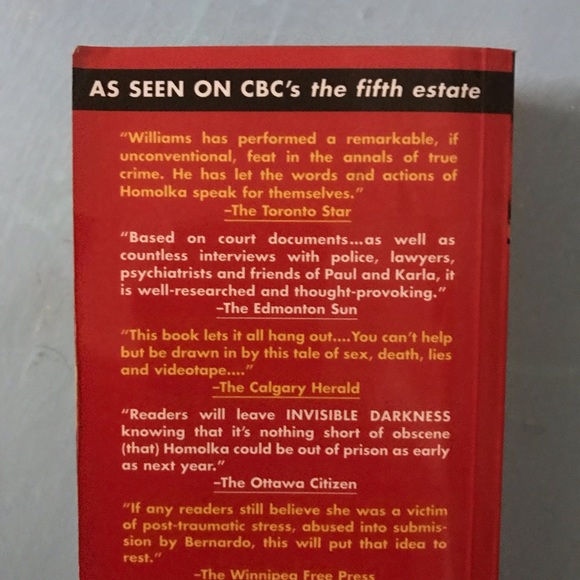 AS SEEN ON CBC's the fifth estate
"Williams has performed a remarkable, if
unconventional, feat in the annals of true
crime. He has let the words and actions of
Homolka speak for themselves."
–The Toronto Star
"Based on court documents...as well as
countless interviews with police, lawyers,
psychiatrists and friends of Paul and Karla, it
is well-researched and thought-provoking."
–The Edmonton Sun
"This book lets it all hang out....You can't help
but be drawn in by this tale of sex, death, lies
and videotape...."
–The Calgary Herald
"Readers will leave INVISIBLE DARKNESS
knowing that it's nothing short of obscene
(that) Homolka could be out of prison as early
as next year."
–The Ottawa Citizen
"If any readers still believe she was a victim
of post-traumatic stress, abused into submis-
sion by Bernardo, this will put that idea to
rest."
–The Winnipeg Free Press